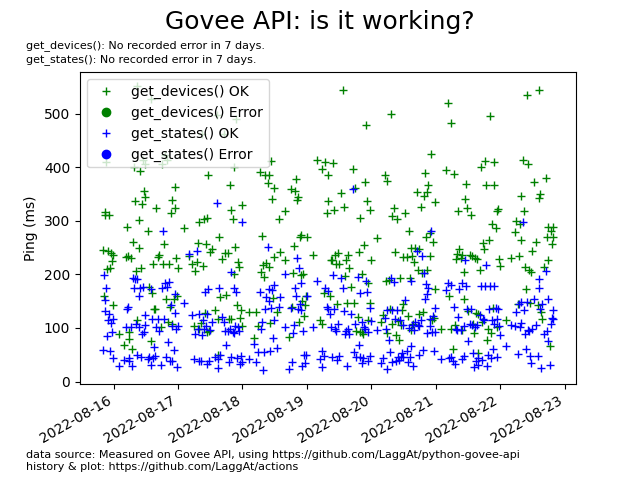 Govee API: is it working?
get_devices(): No recorded error in 7 days.
get_states(): No recorded error in 7 days.
get_devices() OK
get_devices() Error
get_states() OK
get_states() Error
Ping (ms)
500
400
300
200
100
0
2022-08-16
2022-08-17
2022-08-18
2022-08-19
2022-08-20
2022-08-21
2022-08-22
2022-08-23
data source: Measured on Govee API, using https://github.com/LaggAt/python-govee-api
history & plot: https://github.com/LaggAt/actions